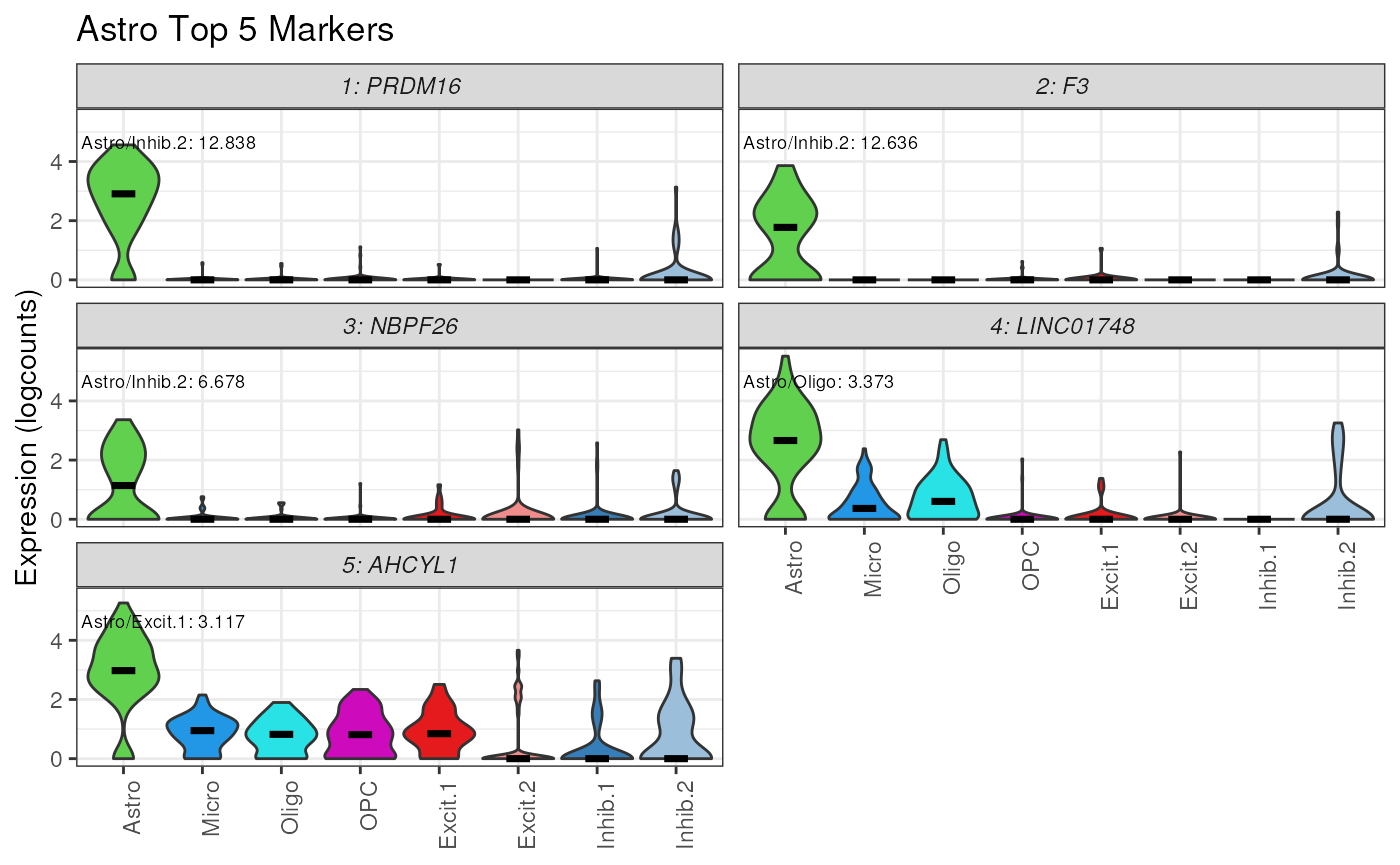 Astro Top 5 Markers
Expression (logcounts)
1: PRDM16
Astro/Inhib.2: 12.838
4
2
0
2: F3
Astro/Inhib.2: 12.636
3: NBPF26
Astro/Inhib.2: 6.678
4
2
0
4: LINC01748
Astro/Oligo: 3.373
Astro
Micro
Oligo
OPC
Excit.1
Excit.2
Inhib.1
Inhib.2
5: AHCYL1
Astro/Excit.1: 3.117
4
2
0
Astro
Micro
Oligo
OPC
Excit.1
Excit.2
Inhib.1
Inhib.2